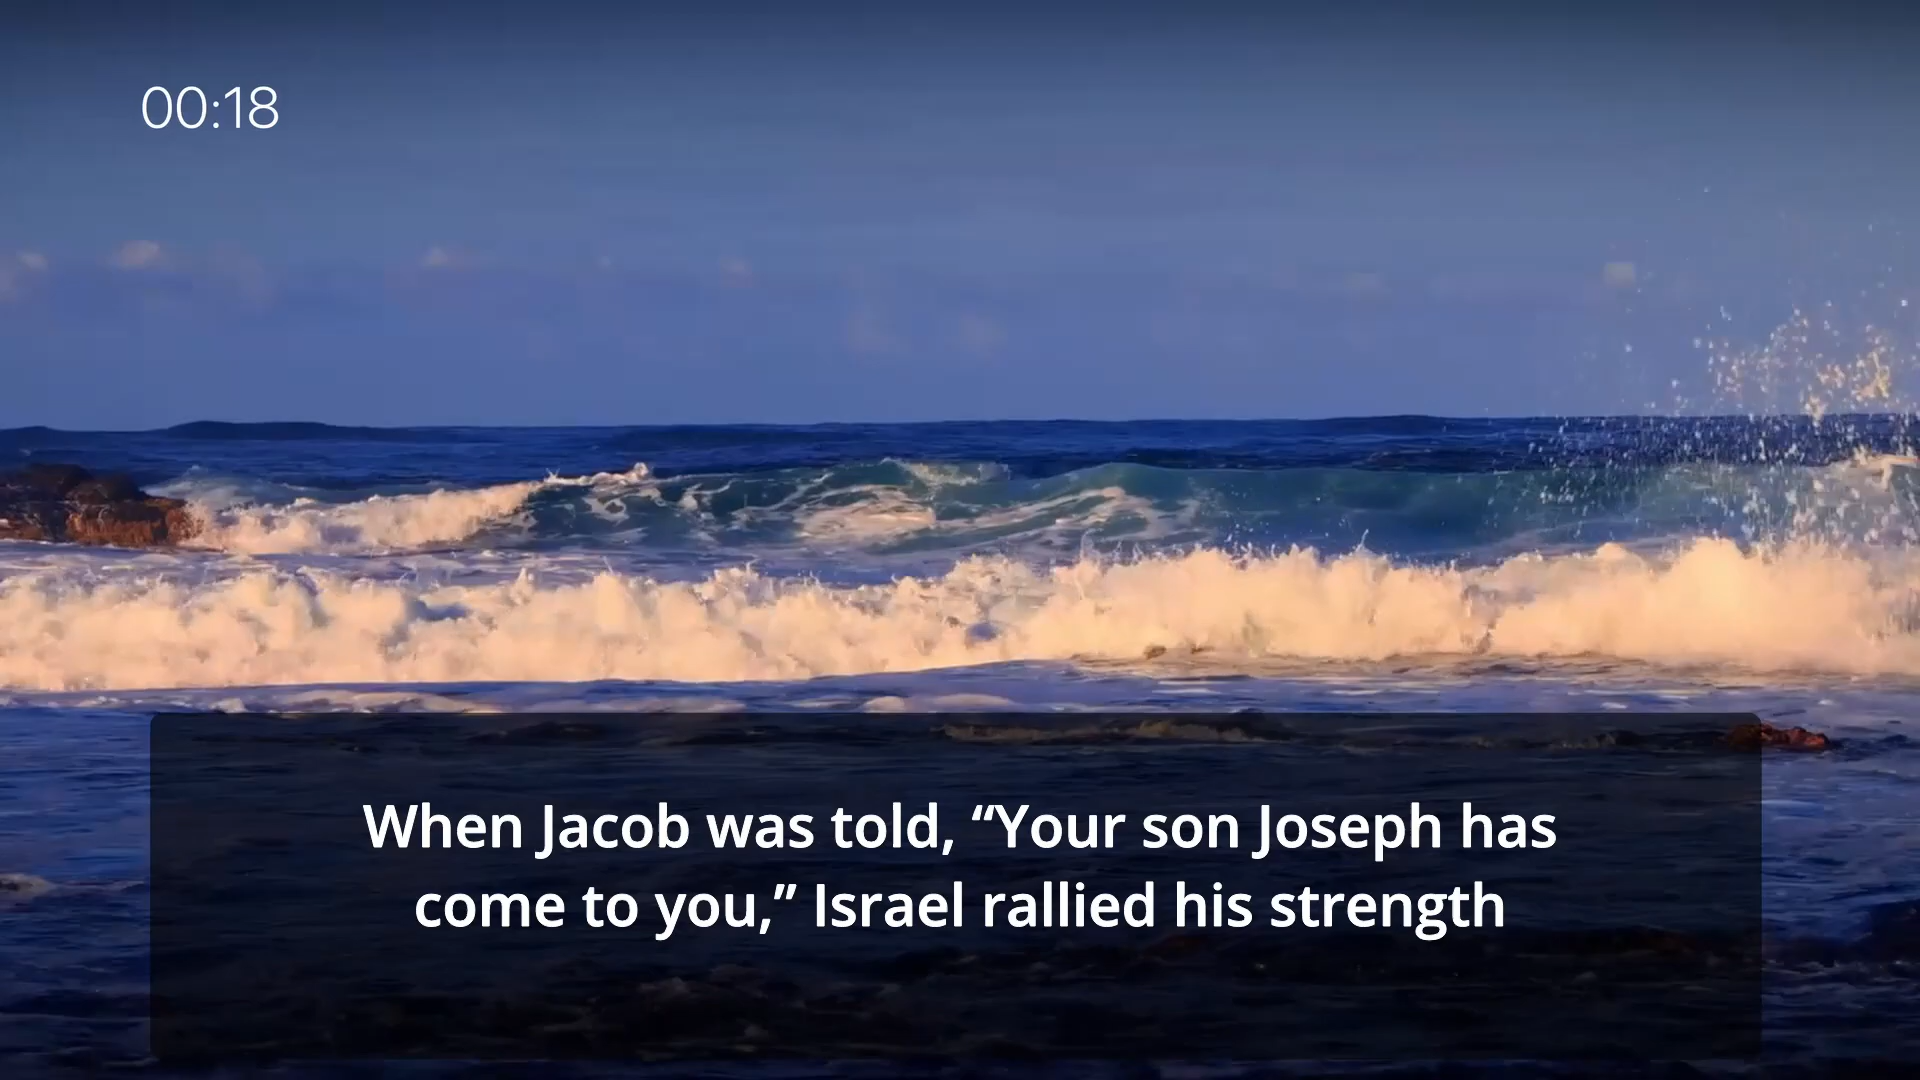 00:18
When Jacob was told, “Your son Joseph has
come to you,” Israel rallied his strength